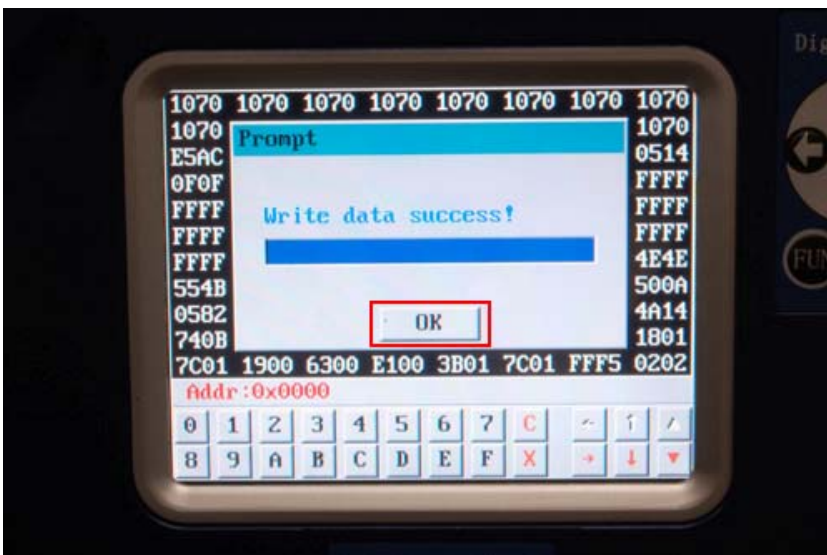 Dig
1070 1070 1070 1070 1070 1070 1070 1070
1070 Prompt 1070
E5AC 0514
0F0F FFFF
FFFF Write data success! FFFF
FFFF FFFF
FFFF 4E4E
554B 500A
0582 OK 4A14
740B 1801
7C01 1900 6300 E100 3B01 7C01 FFF5 0202
Addr:0x0000
0 1 2 3 4 5 6 7 C
8 9 A B C D E F X
FUN